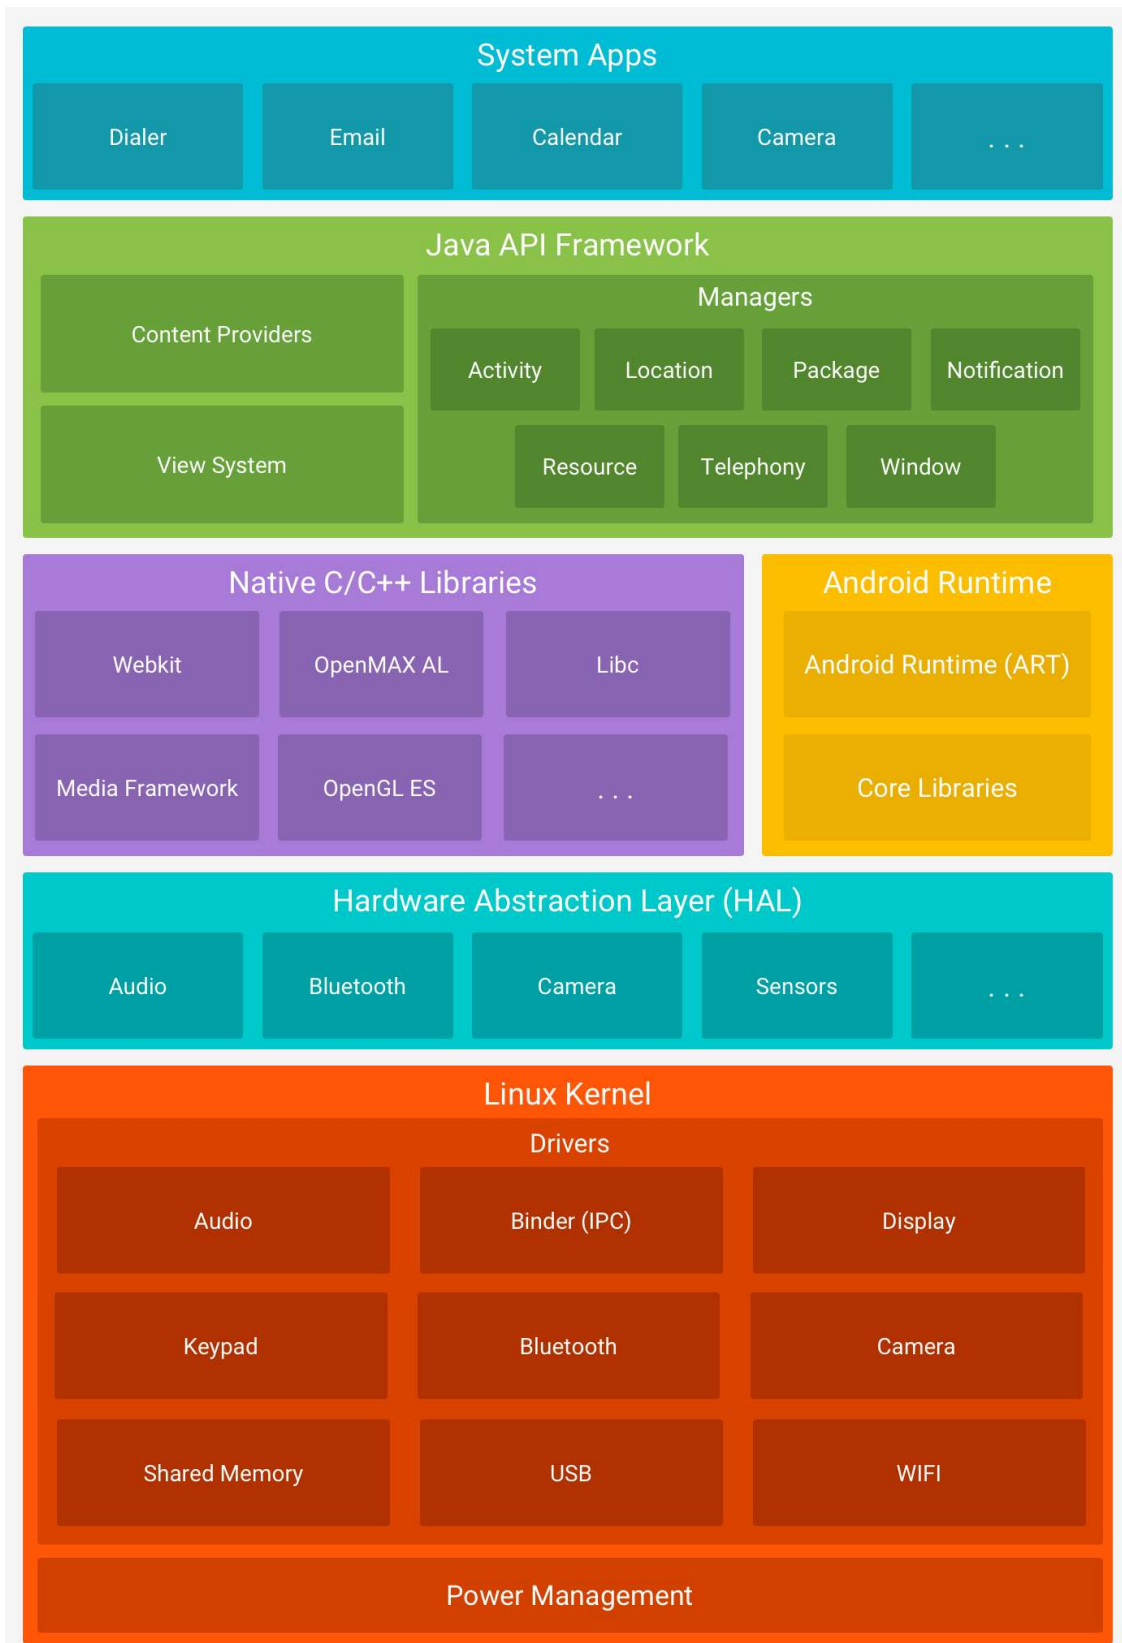 System Apps
Dialer
Email
Calendar
Camera
. . .
Java API Framework
Content Providers
View System
Managers
Activity
Location
Package
Notification
Resource
Telephony
Window
Native C/C++ Libraries
Webkit
OpenMAX AL
Libc
Media Framework
OpenGL ES
. . .
Android Runtime
Android Runtime (ART)
Core Libraries
Hardware Abstraction Layer (HAL)
Audio
Bluetooth
Camera
Sensors
. . .
Linux Kernel
Drivers
Audio
Binder (IPC)
Display
Keypad
Bluetooth
Camera
Shared Memory
USB
WIFI
Power Management